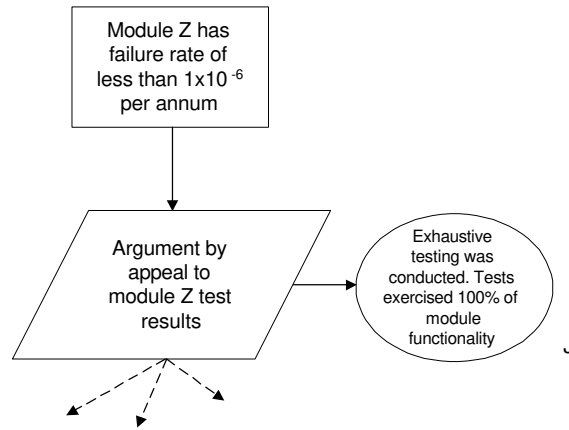 Module Z has
failure rate of
less than 1x10 -6
per annum
Argument by
appeal to
module Z test
results
Exhaustive
testing was
conducted. Tests
exercised 100% of
module
functionality
J